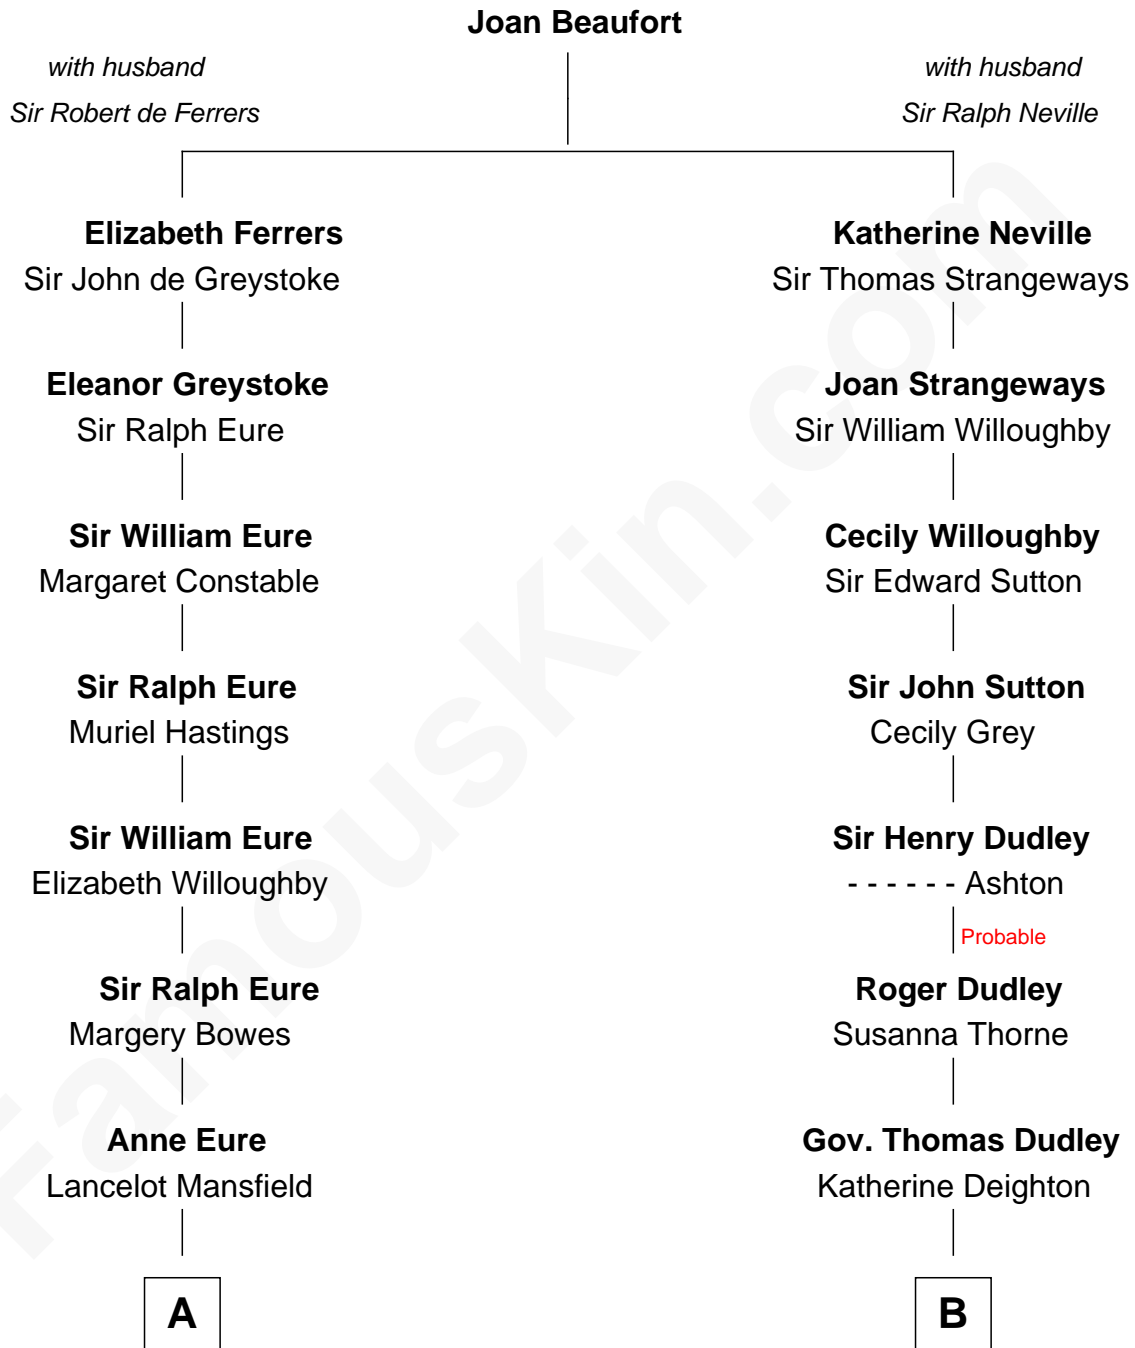 Joan Beaufort
with husband
Sir Robert de Ferrers
with husband
Sir Ralph Neville
Elizabeth Ferrers
Sir John de Greystoke
Katherine Neville
Sir Thomas Strangeways
Eleanor Greystoke
Sir Ralph Eure
Joan Strangeways
Sir William Willoughby
Sir William Eure
Margaret Constable
Cecily Willoughby
Sir Edward Sutton
Sir Ralph Eure
Muriel Hastings
Sir John Sutton
Cecily Grey
Sir William Eure
Elizabeth Willoughby
Sir Henry Dudley
- - - - - - Ashton
Probable
Sir Ralph Eure
Margery Bowes
Roger Dudley
Susanna Thorne
Anne Eure
Lancelot Mansfield
Gov. Thomas Dudley
Katherine Deighton
A
B
FamousKin.com